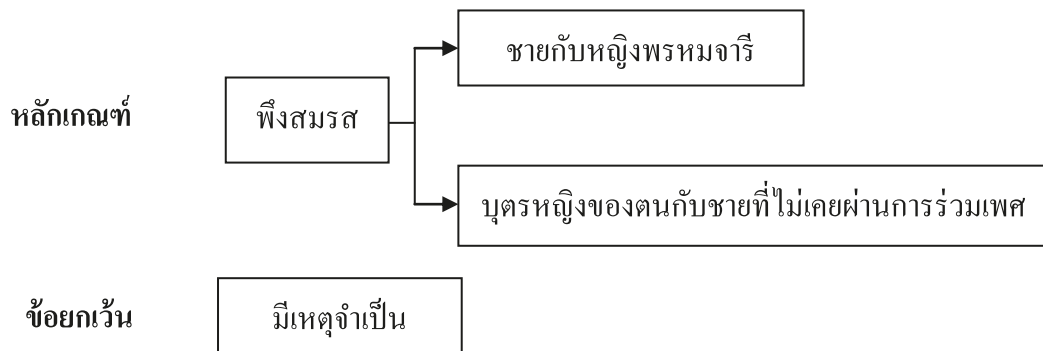 ชายกับหญิงพรหมจารี
หลักเกณฑ์
พึงสมรส
บุตรหญิงของตนกับชายที่ไม่เคยผ่านการร่วมเพศ
ข้อยกเว้น
มีเหตุจำเป็น